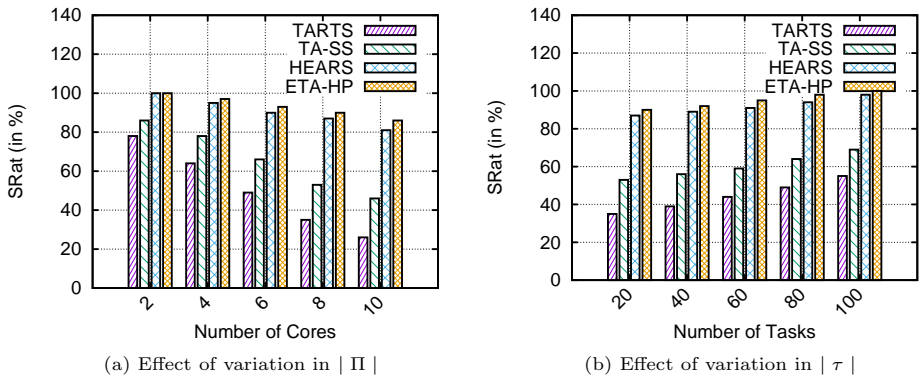 140
120
100
80
60
40
20
0
SRat (in %)
TARTS
TA-SS
HEARS
ETA-HP
2
4
6
8
10
Number of Cores
(a) Effect of variation in | Π |
140
120
100
80
60
40
20
0
SRat (in %)
TARTS
TA-SS
HEARS
ETA-HP
20
40
60
80
100
Number of Tasks
(b) Effect of variation in | τ |